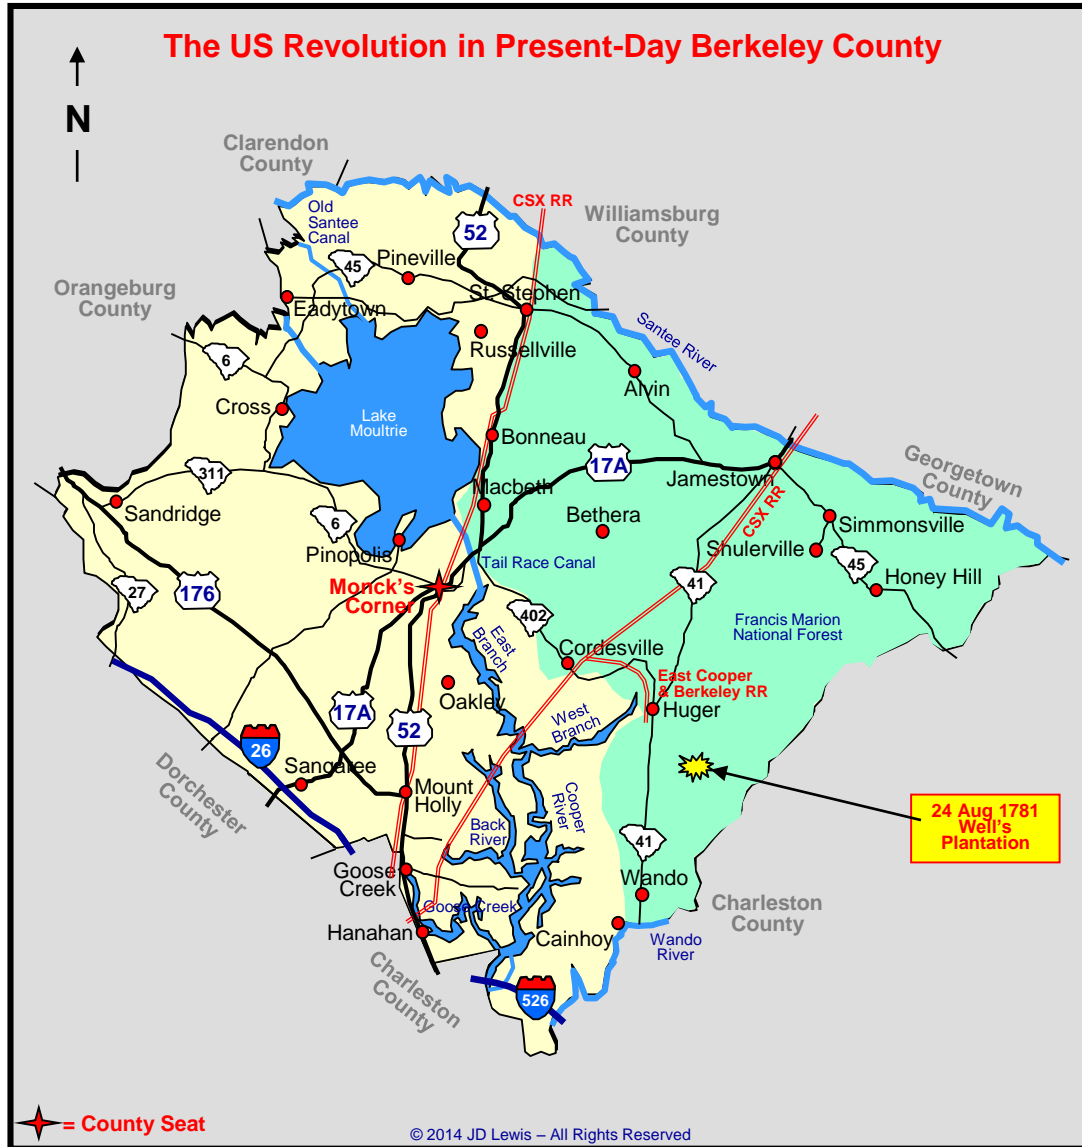 The US Revolution in Present-Day Berkeley County
N
Clarendon
County
CSX RR
Williamsburg
County
Old
Santee
Canal
52
45
Pineville
Orangeburg
County
Eadytown
St. Stephen
Santee River
Russellville
6
Alvin
Cross
Lake
Moultrie
Bonneau
17A
Jamestown
Georgetown
County
311
Macbeth
CSX RR
Sandridge
6
Bethera
Simmonsville
Pinopolis
Shulerville
Tail Race Canal
45
Honey Hill
27
176
Monck's
Corner
41
402
Francis Marion
National Forest
East
Branch
Cordesville
East Cooper
& Berkeley RR
Oakley
Huger
17A
52
West
Branch
26
Sangaree
Dorchester
County
Mount
Holly
Cooper
River
24 Aug 1781
Well's
Plantation
Back
River
41
Goose
Creek
Wando
Goose Creek
Charleston
County
Hanahan
Cainhoy
Wando
River
Charleston
County
526
= County Seat
© 2014 JD Lewis – All Rights Reserved